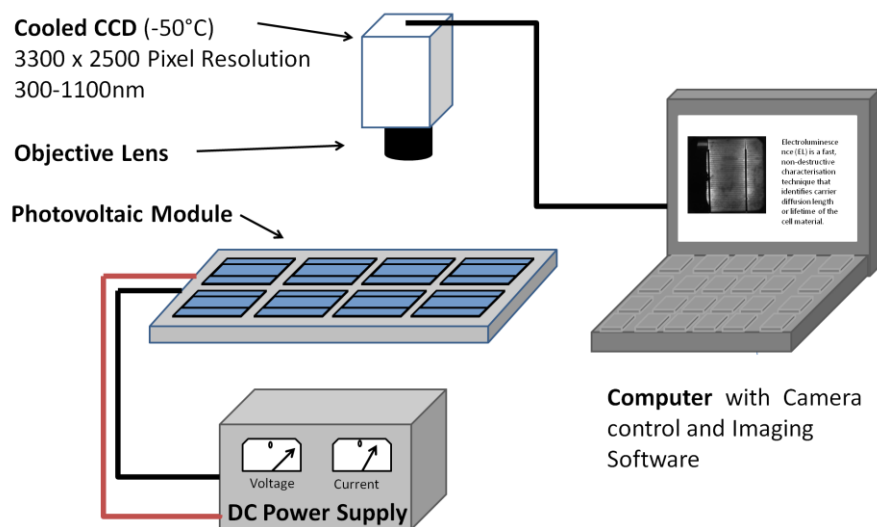 Cooled CCD (-50°C)
3300 x 2500 Pixel Resolution
300-1100nm
Objective Lens
Photovoltaic Module
Electroluminesce
nce (EL) is a fast,
non-destructive
characterisation
technique that
identifies carrier
diffusion length
or lifetime of the
cell material.
0
0
Voltage
Current
DC Power Supply
Computer with Camera
control and Imaging
Software